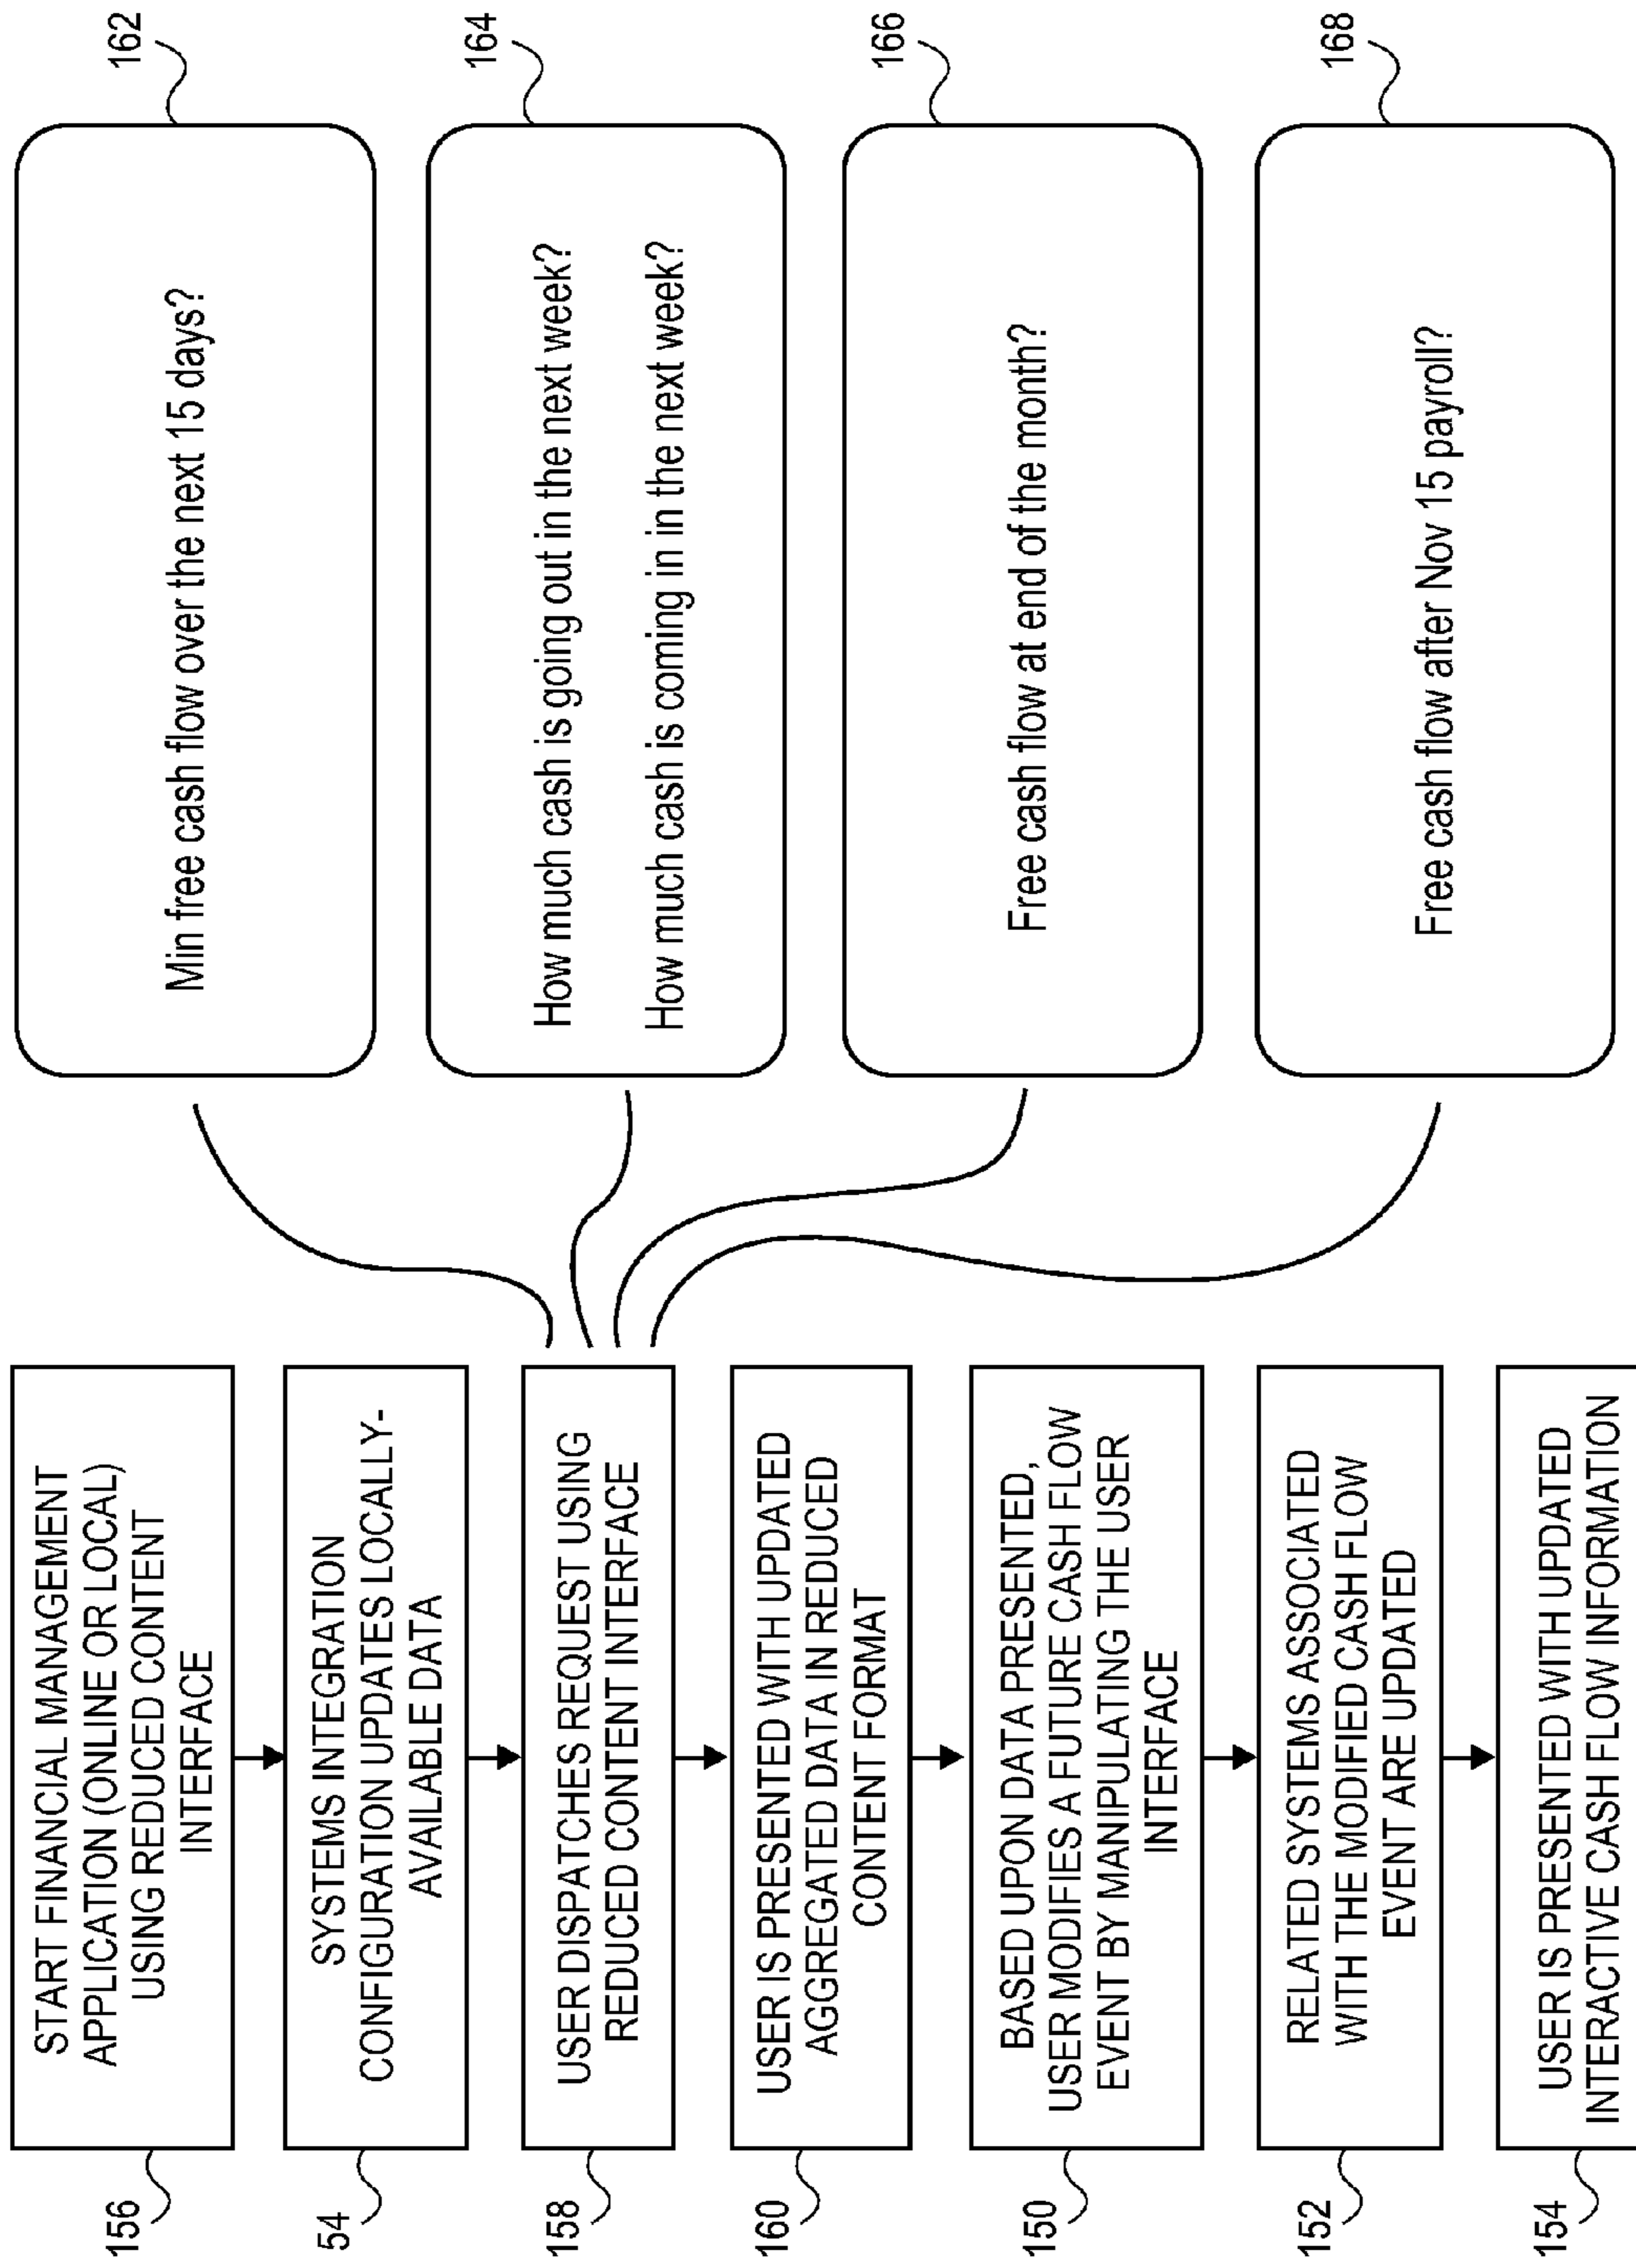 156
START FINANCIAL MANAGEMENT
APPLICATION (ONLINE OR LOCAL)
USING REDUCED CONTENT
INTERFACE
54
SYSTEMS INTEGRATION
CONFIGURATION UPDATES LOCALLY-
AVAILABLE DATA
158
USER DISPATCHES REQUEST USING
REDUCED CONTENT INTERFACE
160
USER IS PRESENTED WITH UPDATED
AGGREGATED DATA IN REDUCED
CONTENT FORMAT
150
BASED UPON DATA PRESENTED,
USER MODIFIES A FUTURE CASH FLOW
EVENT BY MANIPULATING THE USER
INTERFACE
152
RELATED SYSTEMS ASSOCIATED
WITH THE MODIFIED CASH FLOW
EVENT ARE UPDATED
154
USER IS PRESENTED WITH UPDATED
INTERACTIVE CASH FLOW INFORMATION
162
Min free cash flow over the next 15 days?
164
How much cash is going out in the next week?
How much cash is coming in in the next week?
166
Free cash flow at end of the month?
168
Free cash flow after Nov 15 payroll?